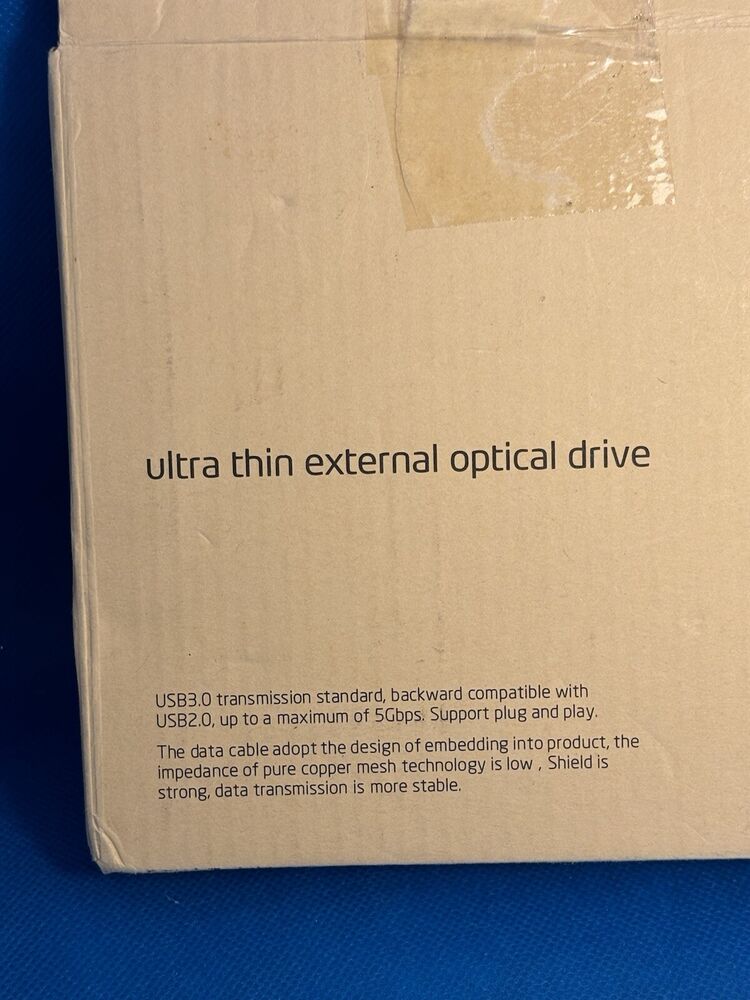 ultra thin external optical drive
USB3.0 transmission standard, backward compatible with
USB2.0, up to a maximum of 5Gbps. Support plug and play.
The data cable adopt the design of embedding into product, the
impedance of pure copper mesh technology is low , Shield is
strong, data transmission is more stable.